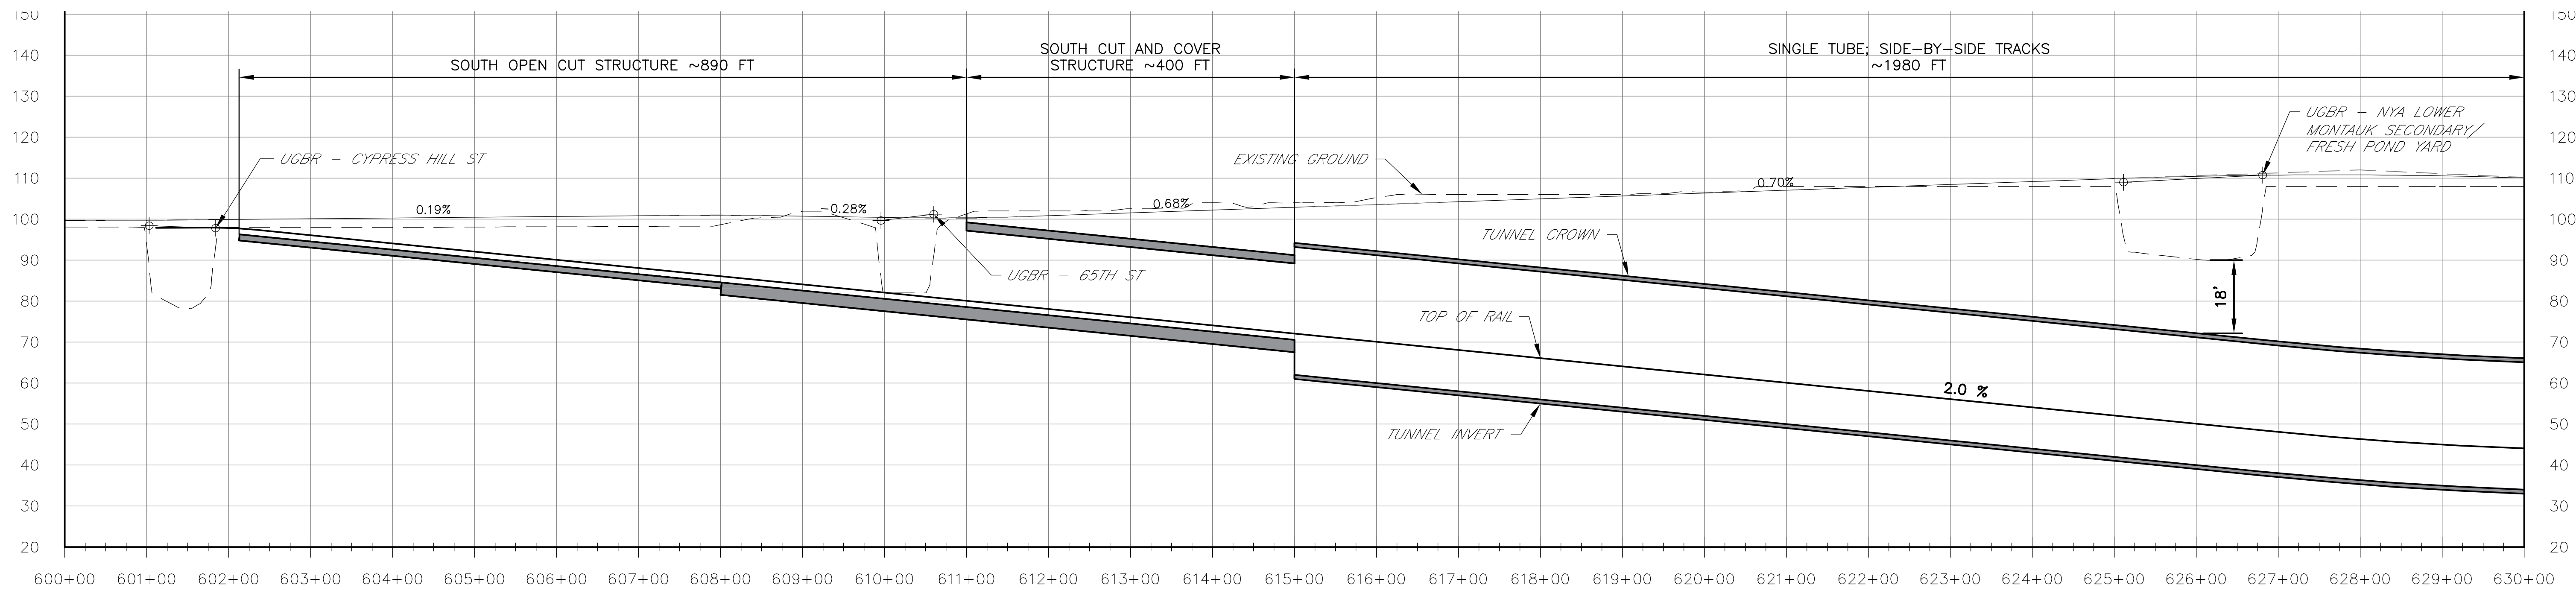 150
150
SOUTH CUT AND COVER
STRUCTURE ~400 FT
SINGLE TUBE; SIDE-BY-SIDE TRACKS
~1980 FT
140
140
SOUTH OPEN CUT STRUCTURE ~890 FT
130
130
UGBR - NYA LOWER
MONTAUK SECONDARY/
FRESH POND YARD
120
120
UGBR - CYPRESS HILL ST
EXISTING GROUND
110
110
0.19%
-0.28%
0.68%
0.70%
100
100
TUNNEL CROWN
90
90
UGBR - 65TH ST
18'
80
80
TOP OF RAIL
70
70
60
60
2.0 %
50
50
TUNNEL INVERT
40
40
30
30
20
20
600+00 601+00 602+00 603+00 604+00 605+00 606+00 607+00 608+00 609+00 610+00 611+00 612+00 613+00 614+00 615+00 616+00 617+00 618+00 619+00 620+00 621+00 622+00 623+00 624+00 625+00 626+00 627+00 628+00 629+00 630+00